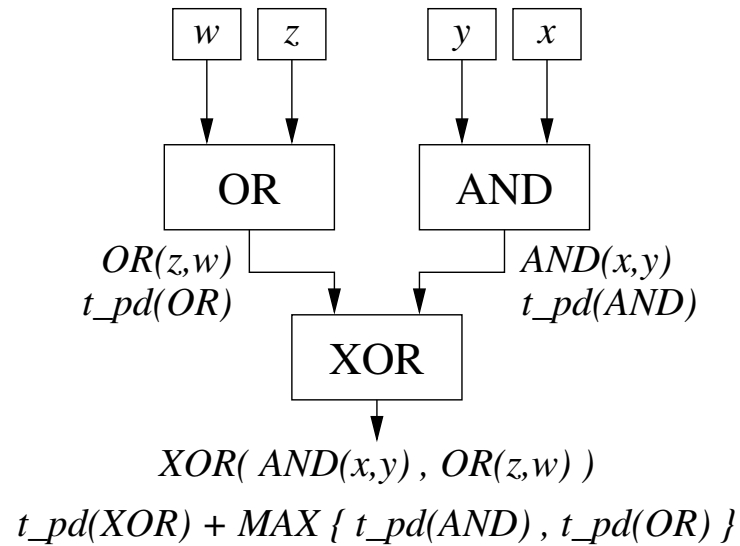 w z y x
OR AND
OR(z,w) AND(x,y)
t_pd(OR) t_pd(AND)
XOR
XOR( AND(x,y) , OR(z,w) )
t_pd(XOR) + MAX { t_pd(AND) , t_pd(OR) }